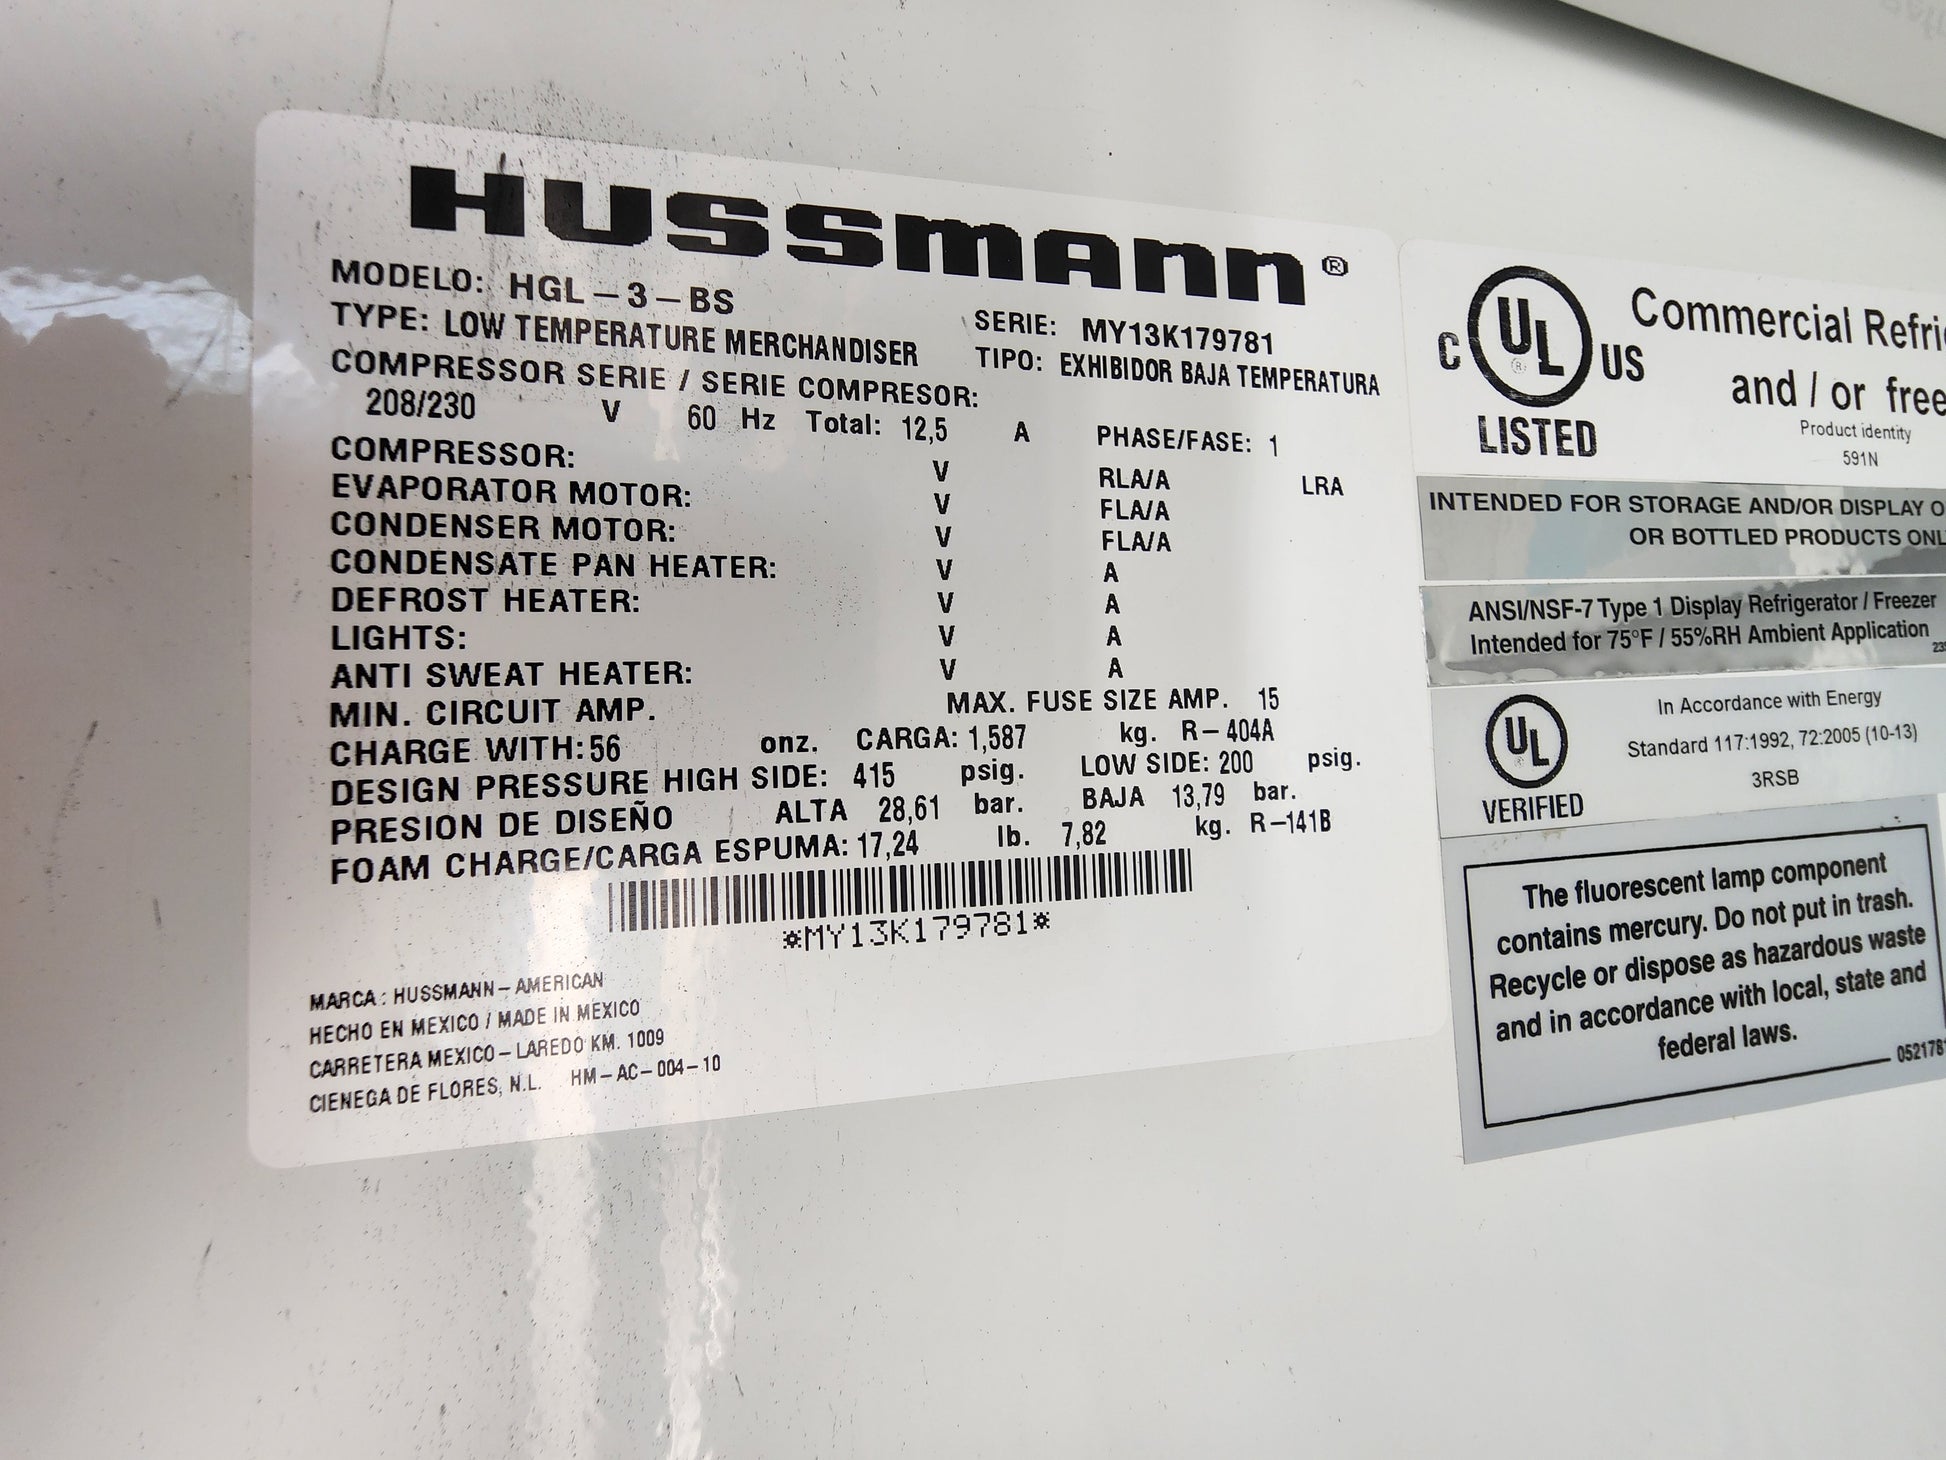 HUSSMANN®
MODELO: HGL-3-BS
SERIE: MY13K179781
TYPE: LOW TEMPERATURE MERCHANDISER
TIPO: EXHIBIDOR BAJA TEMPERATURA
COMPRESSOR SERIE / SERIE COMPRESOR:
208/230 V 60 Hz Total: 12,5 A PHASE/FASE: 1
COMPRESSOR: V RLA/A LRA
EVAPORATOR MOTOR: V FLA/A
CONDENSER MOTOR: V FLA/A
CONDENSATE PAN HEATER: V A
DEFROST HEATER: V A
LIGHTS: V A
ANTI SWEAT HEATER: V A
MIN. CIRCUIT AMP. MAX. FUSE SIZE AMP. 15
CHARGE WITH: 56 onz. CARGA: 1,587 kg. R-404A
DESIGN PRESSURE HIGH SIDE: 415 psig. LOW SIDE: 200 psig.
PRESION DE DISEÑO ALTA 28,61 bar. BAJA 13,79 bar.
FOAM CHARGE/CARGA ESPUMA: 17,24 lb. 7,82 kg. R-141B
*MY13K179781*
MARCA: HUSSMANN-AMERICAN
HECHO EN MEXICO / MADE IN MEXICO
CARRETERA MEXICO-LAREDO KM. 1009
CIENEGA DE FLORES, N.L. HM-AC-004-10
C UL® US
LISTED
Commercial Refri
and / or free
Product identity
591N
INTENDED FOR STORAGE AND/OR DISPLAY O
OR BOTTLED PRODUCTS ONL
ANSI/NSF-7 Type 1 Display Refrigerator / Freezer
Intended for 75°F / 55%RH Ambient Application
UL®
VERIFIED
In Accordance with Energy
Standard 117:1992, 72:2005 (10-13)
3RSB
The fluorescent lamp component
contains mercury. Do not put in trash.
Recycle or dispose as hazardous waste
and in accordance with local, state and
federal laws.
052178